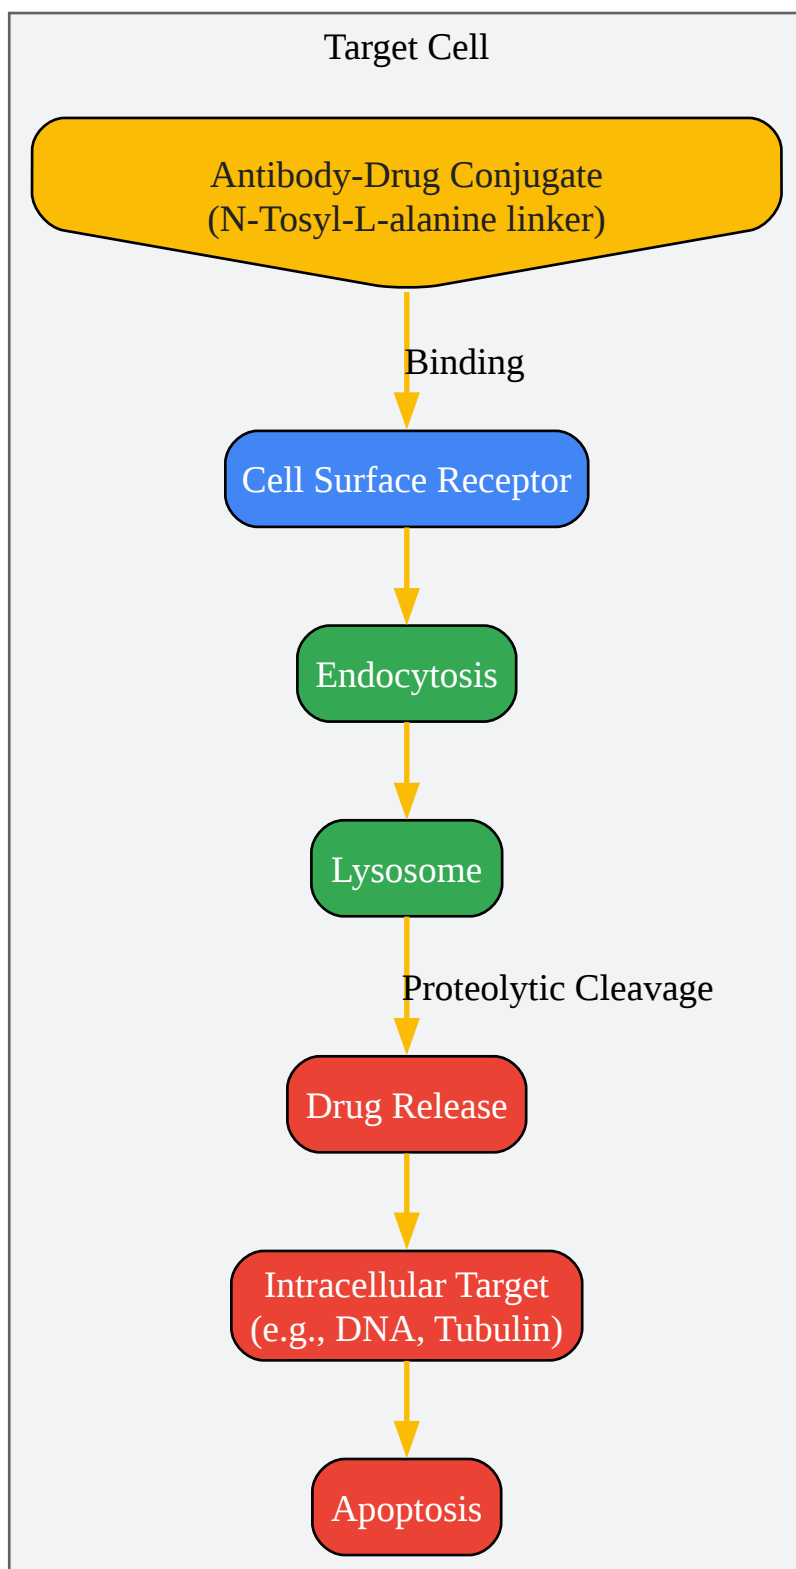 Target Cell
Antibody-Drug Conjugate
(N-Tosyl-L-alanine linker)
Binding
Cell Surface Receptor
Endocytosis
Lysosome
Proteolytic Cleavage
Drug Release
Intracellular Target
(e.g., DNA, Tubulin)
Apoptosis